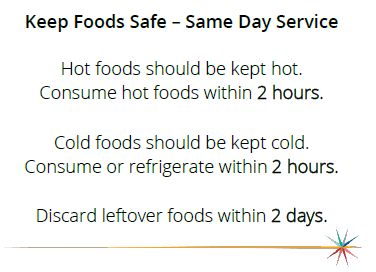 Keep Foods Safe – Same Day Service
Hot foods should be kept hot.
Consume hot foods within 2 hours.
Cold foods should be kept cold.
Consume or refrigerate within 2 hours.
Discard leftover foods within 2 days.